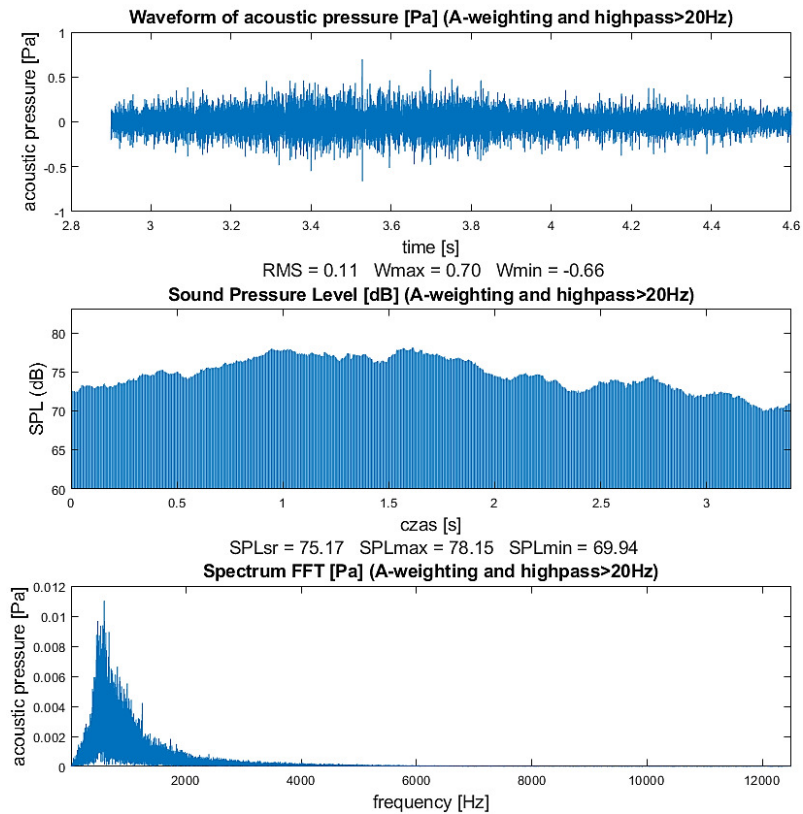 Waveform of acoustic pressure [Pa] (A-weighting and highpass>20Hz)
acoustic pressure [Pa]
1
0.5
0
-0.5
-1
2.8 3 3.2 3.4 3.6 3.8 4 4.2 4.4 4.6
time [s]
RMS = 0.11 Wmax = 0.70 Wmin = -0.66
Sound Pressure Level [dB] (A-weighting and highpass>20Hz)
SPL (dB)
80
75
70
65
60
0 0.5 1 1.5 2 2.5 3
czas [s]
SPLsr = 75.17 SPLmax = 78.15 SPLmin = 69.94
Spectrum FFT [Pa] (A-weighting and highpass>20Hz)
acoustic pressure [Pa]
0.012
0.01
0.008
0.006
0.004
0.002
0
2000 4000 6000 8000 10000 12000
frequency [Hz]